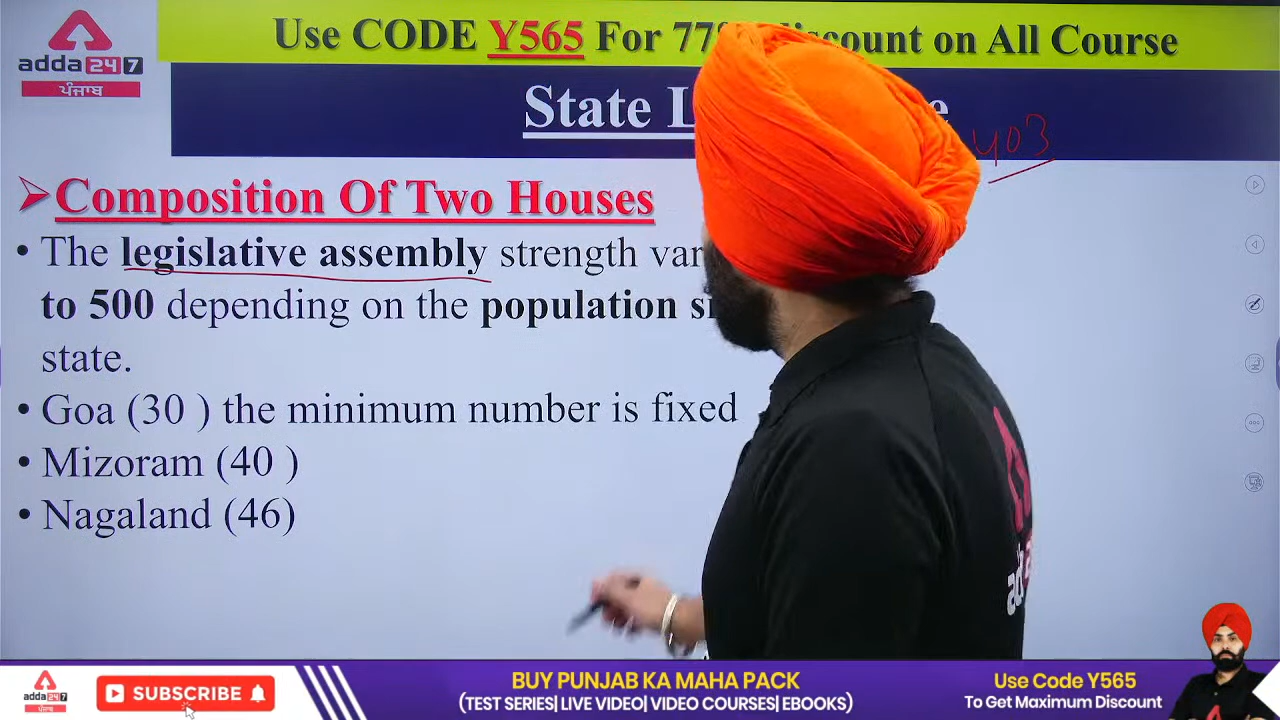 Use CODE Y565 For 77% discount on All Course
adda247
ਪੰਜਾਬ
State
403
➢Composition Of Two Houses
• The legislative assembly strength
to 500 depending on the population
state.
• Goa (30 ) the minimum number is fixed
• Mizoram (40 )
• Nagaland (46)
adda247
ਪੰਜਾਬ
SUBSCRIBE
BUY PUNJAB KA MAHA PACK
(TEST SERIES| LIVE VIDEO| VIDEO COURSES| EBOOKS)
Use Code Y565
To Get Maximum Discount